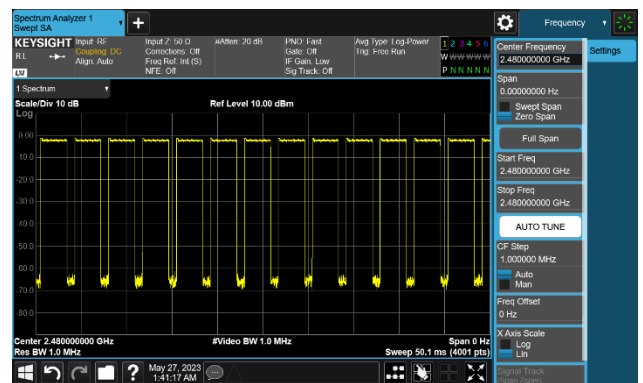 Spectrum Analyzer 1
Swept SA
+
Frequency
KEYSIGHT
RL
LXI
Input: RF
Coupling: DC
Align: Auto
Input Z: 50 Ω
Corrections: Off
Freq Ref: Int (S)
NFE: Off
#Atten: 20 dB
PNO: Fast
Gate: Off
IF Gain: Low
Sig Track: Off
Avg Type: Log-Power
Trig: Free Run
1 2 3 4 5 6
W W W W W W
P N N N N N
1 Spectrum
Scale/Div 10 dB
Ref Level 10.00 dBm
Log
0.00
-10.0
-20.0
-30.0
-40.0
-50.0
-60.0
-70.0
-80.0
Center 2.480000000 GHz
Res BW 1.0 MHz
#Video BW 1.0 MHz
Span 0 Hz
Sweep 50.1 ms (4001 pts)
Center Frequency
2.480000000 GHz
Settings
Span
0.00000000 Hz
Swept Span
Zero Span
Full Span
Start Freq
2.480000000 GHz
Stop Freq
2.480000000 GHz
AUTO TUNE
CF Step
1.000000 MHz
Auto
Man
Freq Offset
0 Hz
X Axis Scale
Log
Lin
Signal Track
(Span Zoom)
?
May 27, 2023
1:41:17 AM